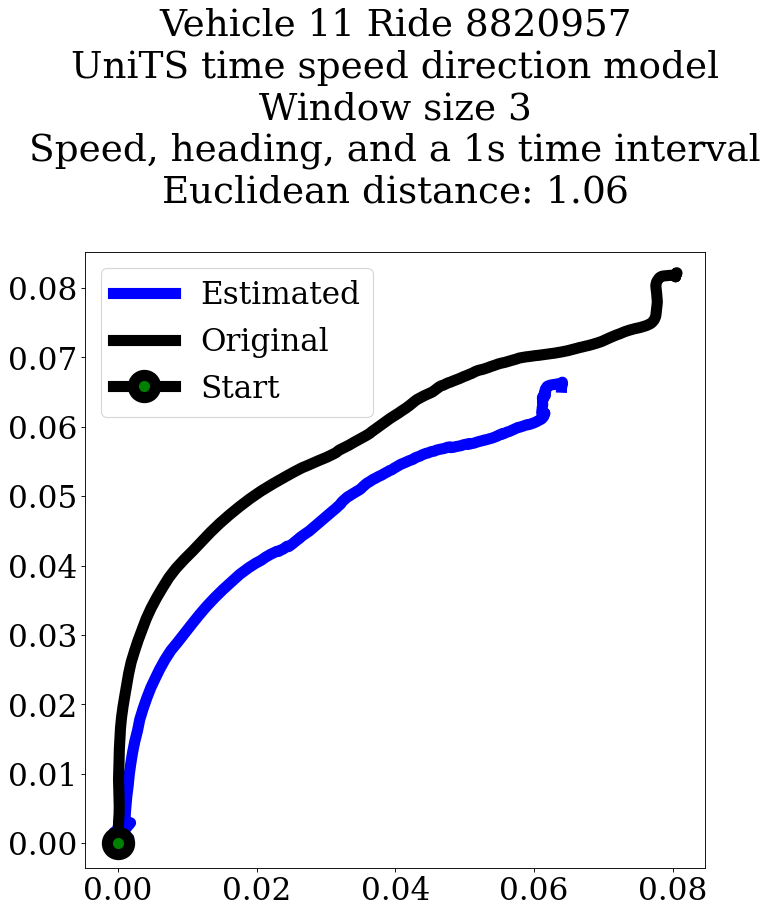 Vehicle 11 Ride 8820957
UniTS time speed direction model
Window size 3
Speed, heading, and a 1s time interval
Euclidean distance: 1.06
Estimated
Original
Start
0.08
0.07
0.06
0.05
0.04
0.03
0.02
0.01
0.00
0.00 0.02 0.04 0.06 0.08